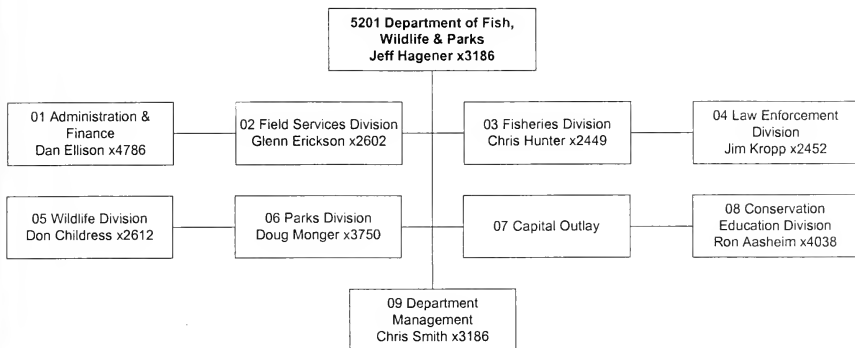 5201 Department of Fish,
Wildlife & Parks
Jeff Hagener x3186
01 Administration &
Finance
Dan Ellison x4786
02 Field Services Division
Glenn Erickson x2602
03 Fisheries Division
Chris Hunter x2449
04 Law Enforcement
Division
Jim Kropp x2452
05 Wildlife Division
Don Childress x2612
06 Parks Division
Doug Monger x3750
07 Capital Outlay
08 Conservation
Education Division
Ron Aasheim x4038
09 Department
Management
Chris Smith x3186